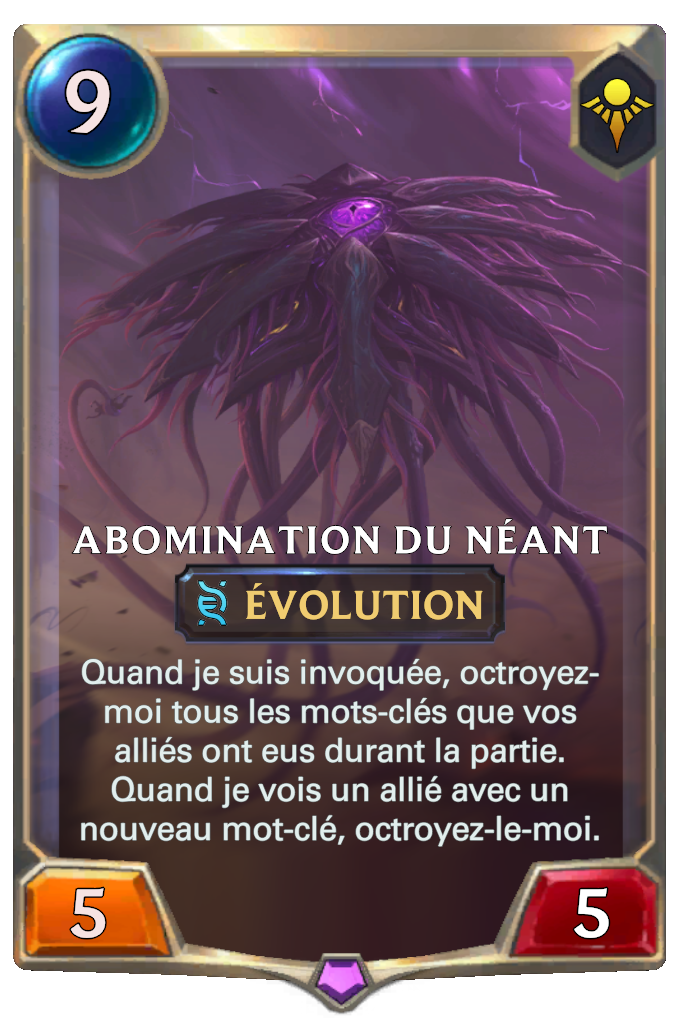 9
ABOMINATION DU NÉANT
ÉVOLUTION
Quand je suis invoquée, octroyez-
moi tous les mots-clés que vos
alliés ont eus durant la partie.
Quand je vois un allié avec un
nouveau mot-clé, octroyez-le-moi.
5
5